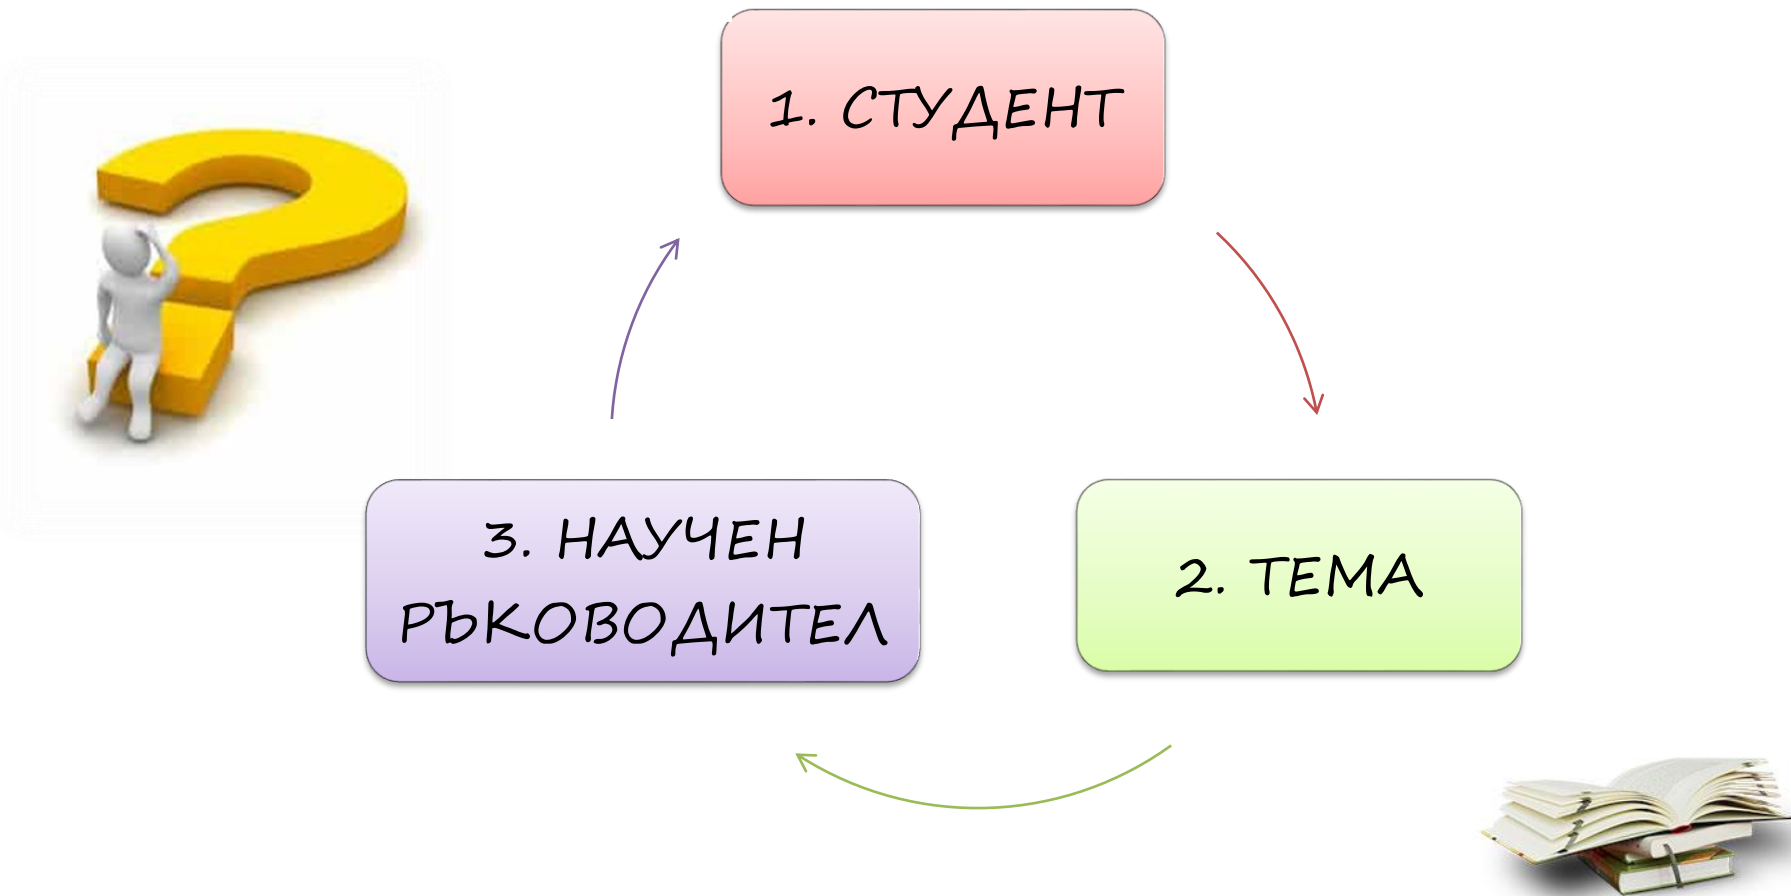 1. СТУДЕНТ
2. ТЕМА
3. НАУЧЕН
РЪКОВОДИТЕЛ